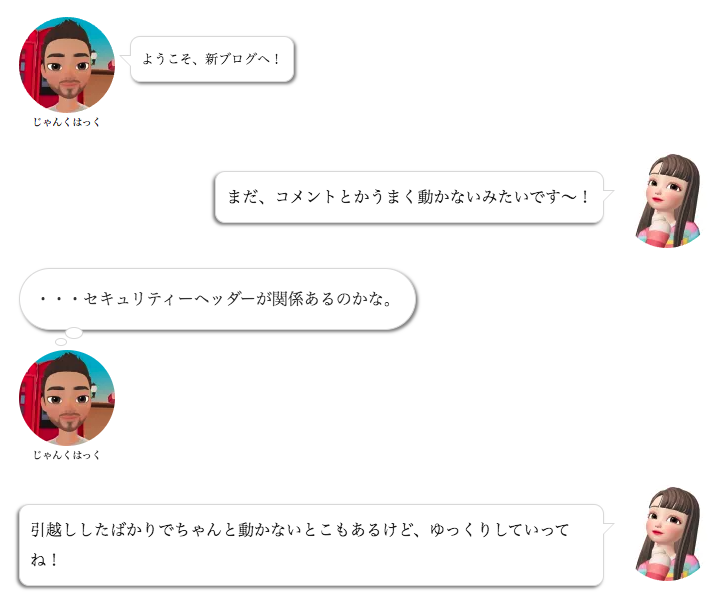 ようこそ、新ブログへ！
じゃんくはっく
まだ、コメントとかうまく動かないみたいです〜！
・・・セキュリティーヘッダーが関係あるのかな。
じゃんくはっく
引越ししたばかりでちゃんと動かないとこもあるけど、ゆっくりしていって
ね！